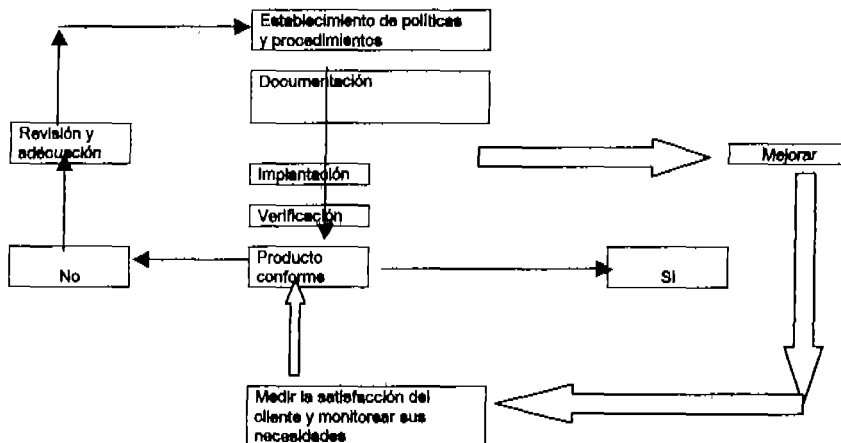 Establecimiento de políticas
y procedimientos
Documentación
Revisión y
adecuación
Mejorar
Implantación
Verificación
No
Producto
conforme
Sí
Medir la satisfacción del
cliente y monitorear sus
necesidades